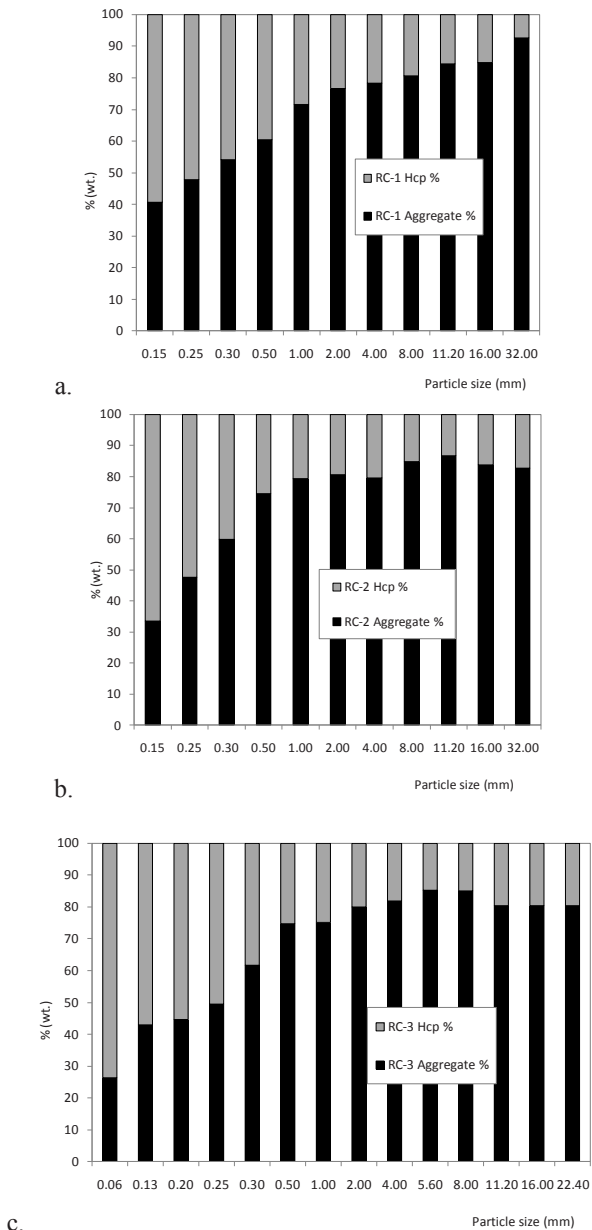 100
90
80
70
60
50
40
30
20
10
0
% (wt.)
RC-1 Hcp %
RC-1 Aggregate %
0.15 0.25 0.30 0.50 1.00 2.00 4.00 8.00 11.20 16.00 32.00
a. Particle size (mm)
100
90
80
70
60
50
40
30
20
10
0
% (wt.)
RC-2 Hcp %
RC-2 Aggregate %
0.15 0.25 0.30 0.50 1.00 2.00 4.00 8.00 11.20 16.00 32.00
b. Particle size (mm)
100
90
80
70
60
50
40
30
20
10
0
% (wt.)
RC-3 Hcp %
RC-3 Aggregate %
0.06 0.13 0.20 0.25 0.30 0.50 1.00 2.00 4.00 5.60 8.00 11.20 16.00 22.40
c. Particle size (mm)